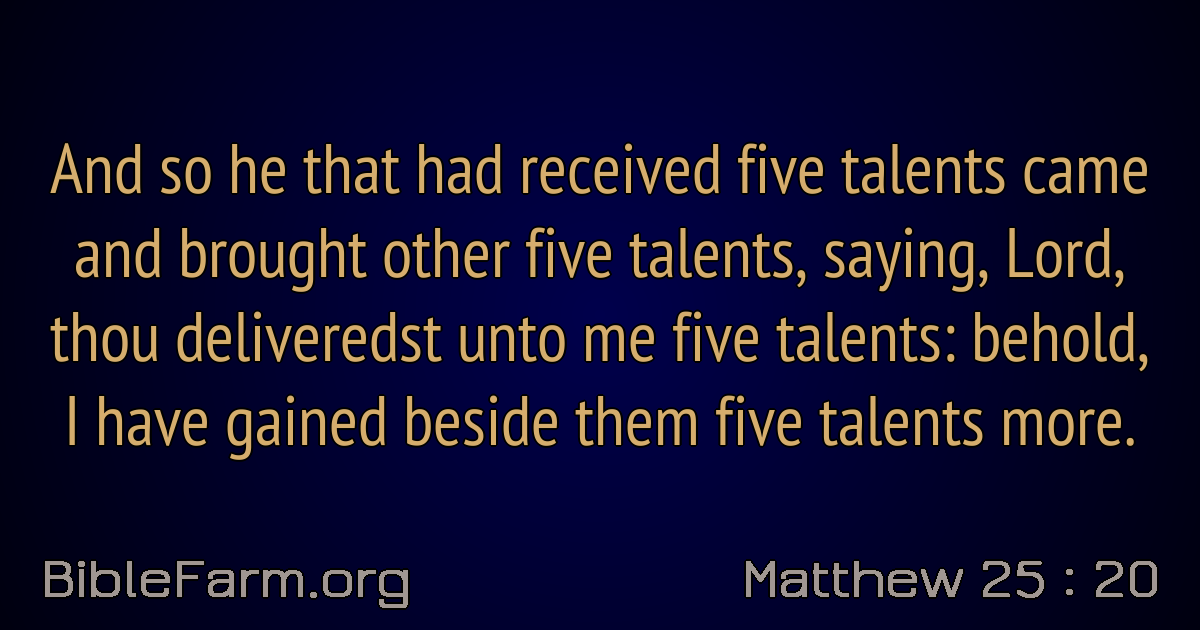 And so he that had received five talents came
and brought other five talents, saying, Lord,
thou deliveredst unto me five talents: behold,
I have gained beside them five talents more.
BibleFarm.org
Matthew 25 : 20